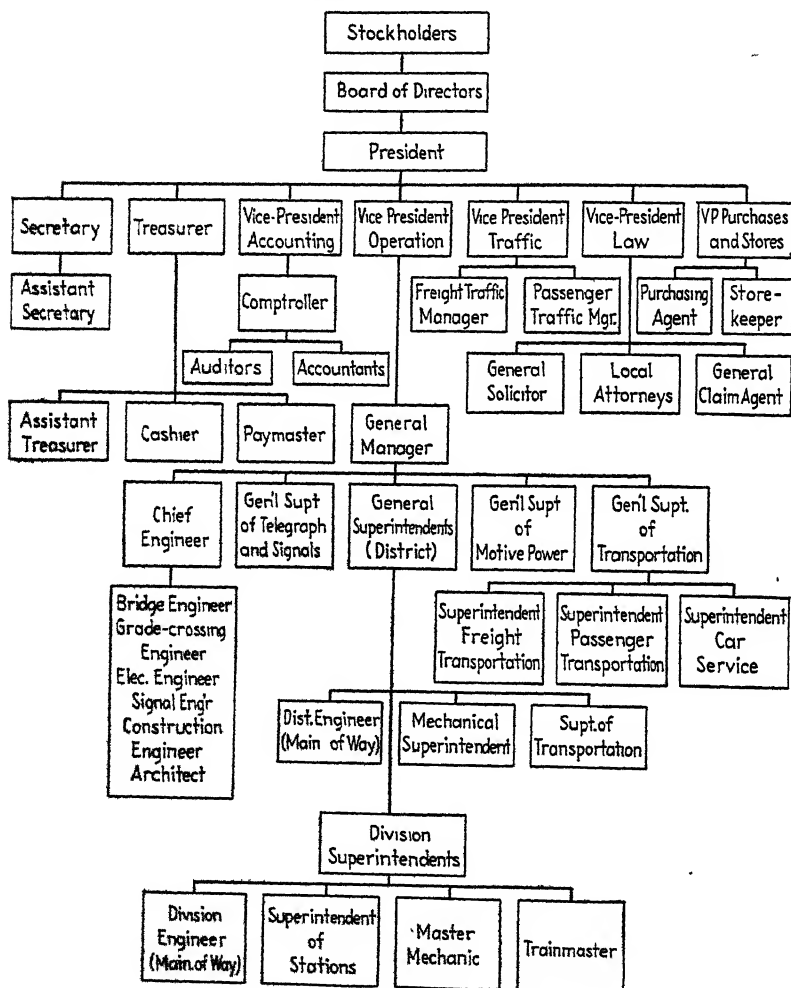 Stockholders
Board of Directors
President
Secretary
Treasurer
Vice-President
Accounting
Vice President
Operation
Vice President
Traffic
Vice-President
Law
VP Purchases
and Stores
Assistant
Secretary
Comptroller
Freight Traffic
Manager
Passenger
Traffic Mgr.
Purchasing
Agent
Store-
keeper
Auditors
Accountants
General
Solicitor
Local
Attorneys
General
Claim Agent
Assistant
Treasurer
Cashier
Paymaster
General
Manager
Chief
Engineer
Gen'l Supt
of Telegraph
and Signals
General
Superintendents
(District)
Gen'l Supt
of
Motive Power
Gen'l Supt.
of
Transportation
Bridge Engineer
Grade-crossing
Engineer
Elec. Engineer
Signal Eng'r
Construction
Engineer
Architect
Superintendent
Freight
Transportation
Superintendent
Passenger
Transportation
Superintendent
Car
Service
Dist. Engineer
(Main of Way)
Mechanical
Superintendent
Supt. of
Transportation
Division
Superintendents
Division
Engineer
(Main. of Way)
Superintendent
of
Stations
Master
Mechanic
Trainmaster